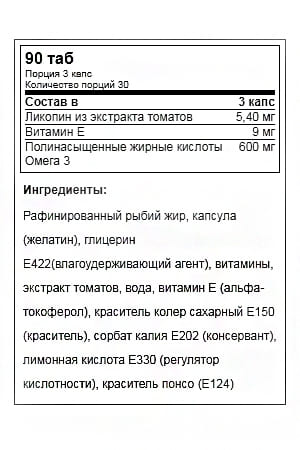 90 таб
Порция 3 капс
Количество порций 30
Состав в 3 капс
Ликопин из экстракта томатов 5,40 мг
Витамин Е 9 мг
Полинасыщенные жирные кислоты 600 мг
Омега 3
Ингредиенты:
Рафинированный рыбий жир, капсула
(желатин), глицерин
Е422(влагоудерживающий агент), витамины,
экстракт томатов, вода, витамин Е (альфа-
токоферол), краситель колер сахарный Е150
(краситель), сорбат калия Е202 (консервант),
лимонная кислота Е330 (регулятор
кислотности), краситель понсо (Е124)